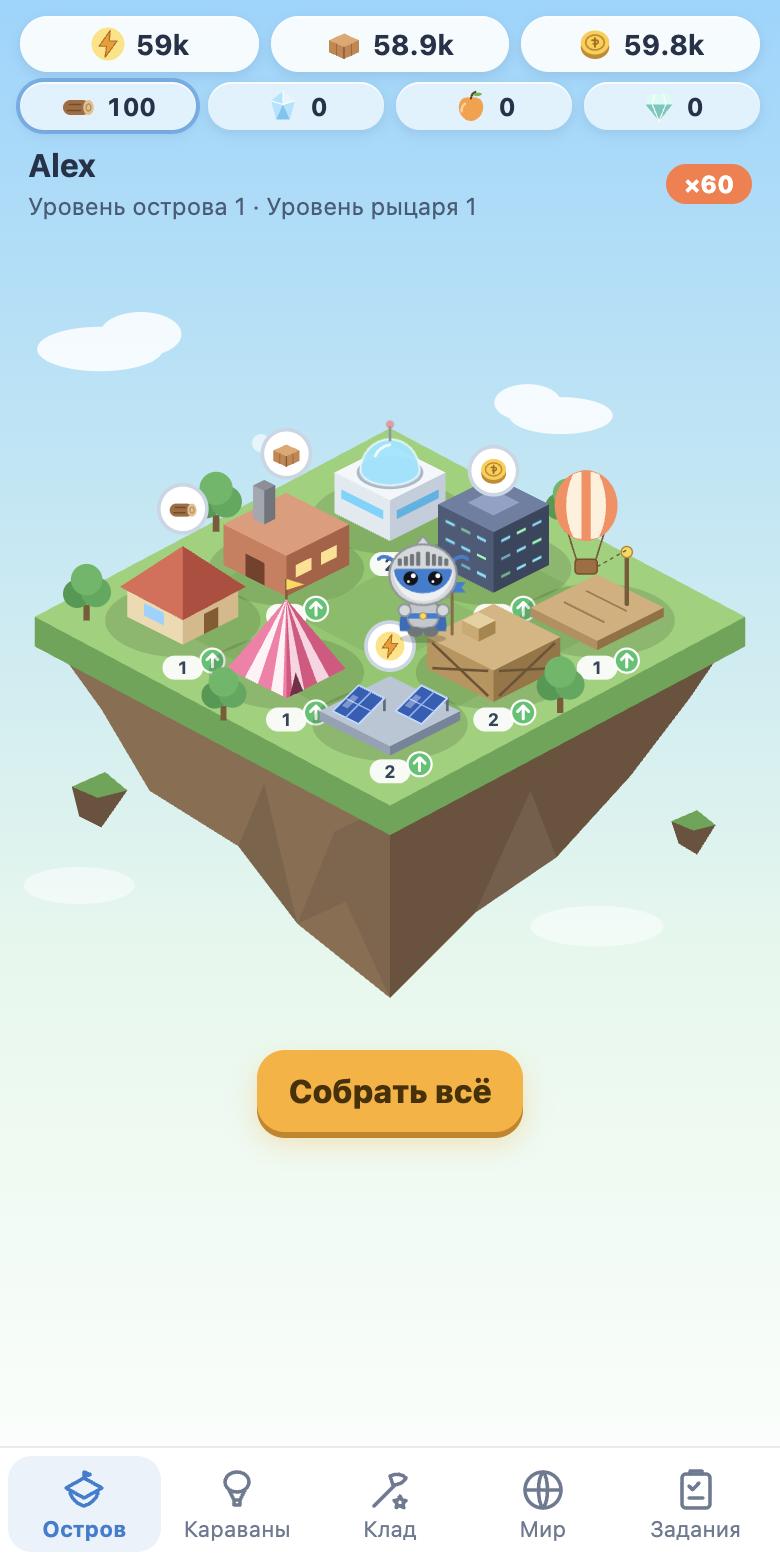 59k
58.9k
59.8k
100
0
0
0
Alex
×60
Уровень острова 1 · Уровень рыцаря 1
1
1
1
2
2
Собрать всё
Остров
Караваны
Клад
Мир
Задания